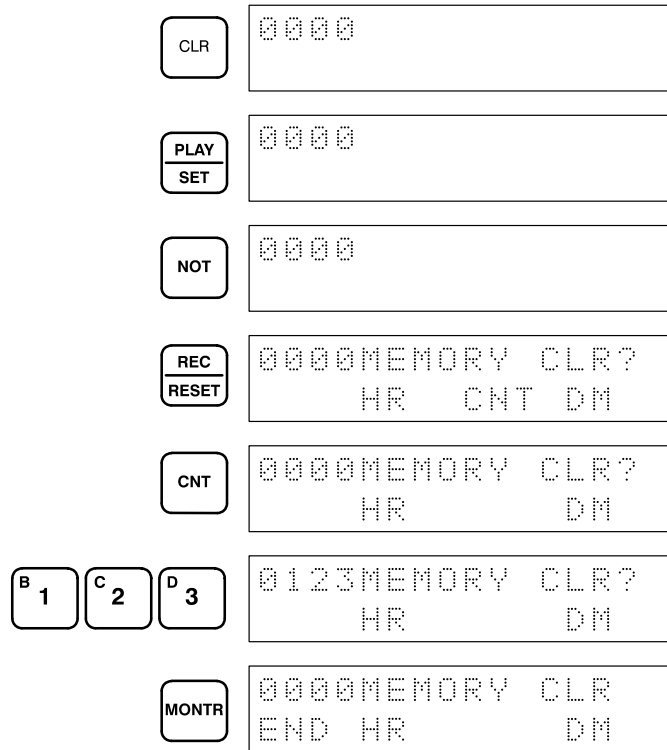 CLR
0000
PLAY
SET
0000
NOT
0000
REC
RESET
0000MEMORY CLR?
HR CNT DM
CNT
0000MEMORY CLR?
HR DM
B 1 C 2 D 3
0123MEMORY CLR?
HR DM
MONTR
0000MEMORY CLR
END HR DM